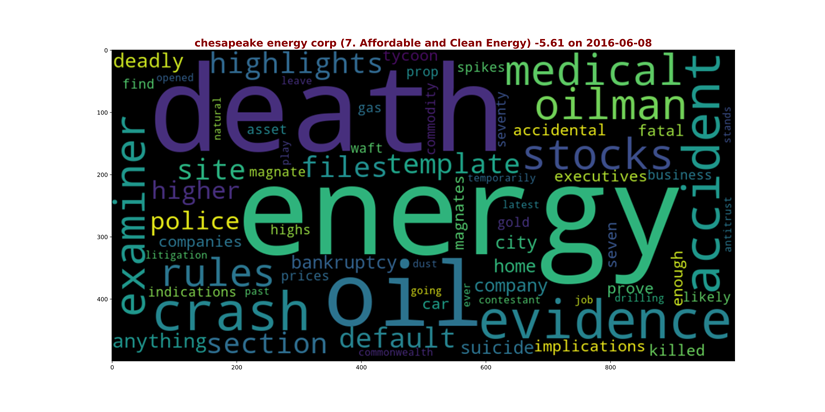 chesapeake energy corp (7. Affordable and Clean Energy) -5.61 on 2016-06-08
0
100
200
300
400
0
200
400
600
800
deadly
highlights
tycoon
find
opened
leave
prop
spikes
medical
death
natural
gas
commodity
seventy
oilman
accident
stands
asset
play
waft
accidental
fatal
examiner
site
magnate
files
template
stocks
higher
temporarily
executives
business
police
energy
highs
magnates
latest
gold
companies
city
seven
antitrust
litigation
rules
bankruptcy
dust
home
prices
indications
past
oil
going
car
ever
company
contestant
job
prove
drilling
enough
likely
crash
evidence
anything
section
default
commonwealth
suicide
implications
killed